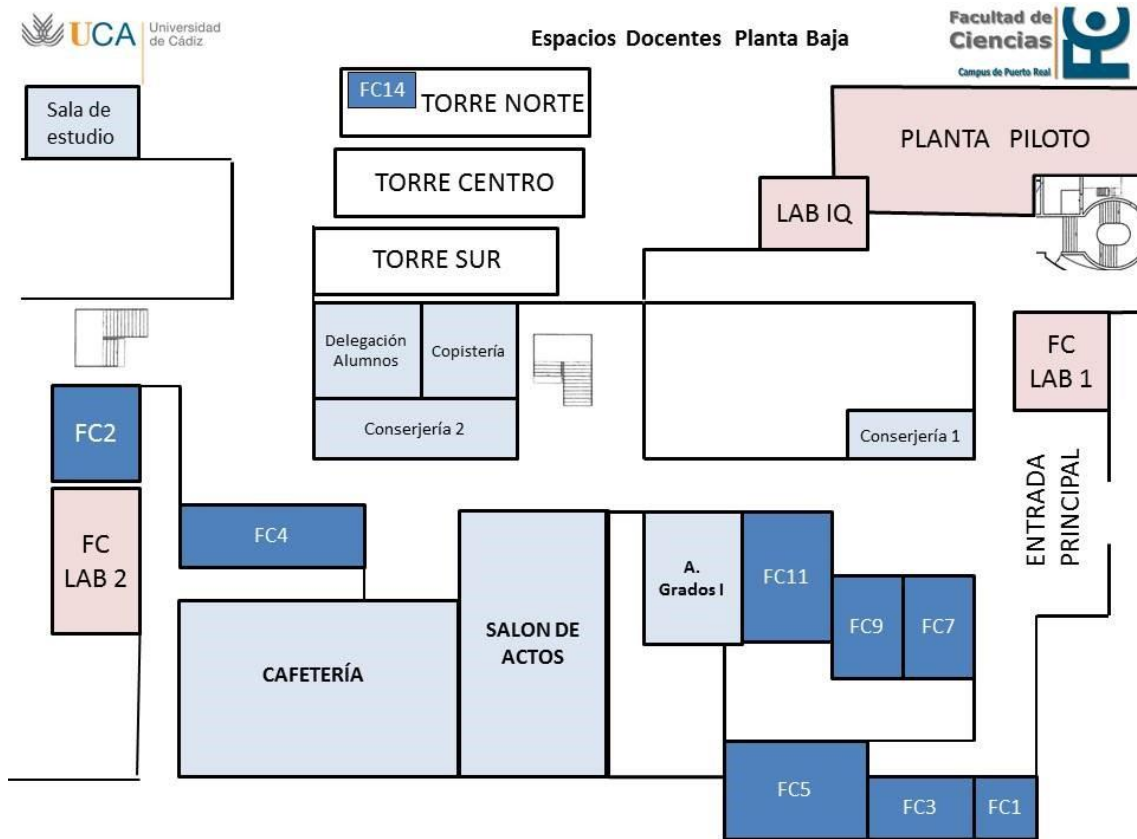 UCA
Universidad
de Cádiz
Espacios Docentes Planta Baja
Facultad de
Ciencias
Campus de Puerto Real
FC
Sala de
estudio
FC14
TORRE NORTE
TORRE CENTRO
TORRE SUR
PLANTA PILOTO
LAB IQ
Delegación
Alumnos
Copistería
Conserjería 2
Conserjería 1
FC
LAB 1
ENTRADA
PRINCIPAL
FC2
FC
LAB 2
FC4
CAFETERÍA
SALON DE
ACTOS
A.
Grados I
FC11
FC9
FC7
FC5
FC3
FC1